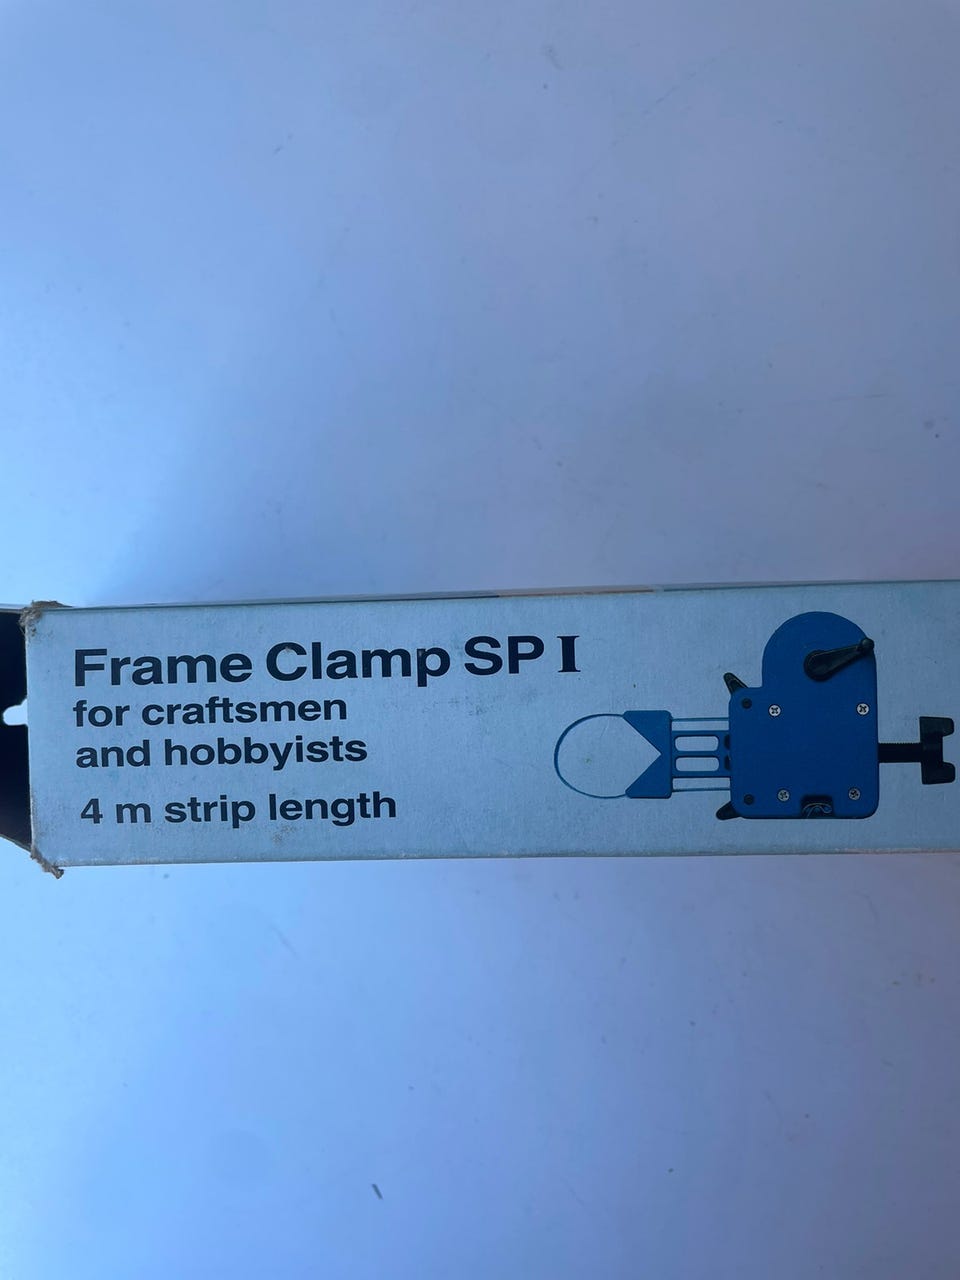 Frame Clamp SP I
for craftsmen
and hobbyists
4 m strip length